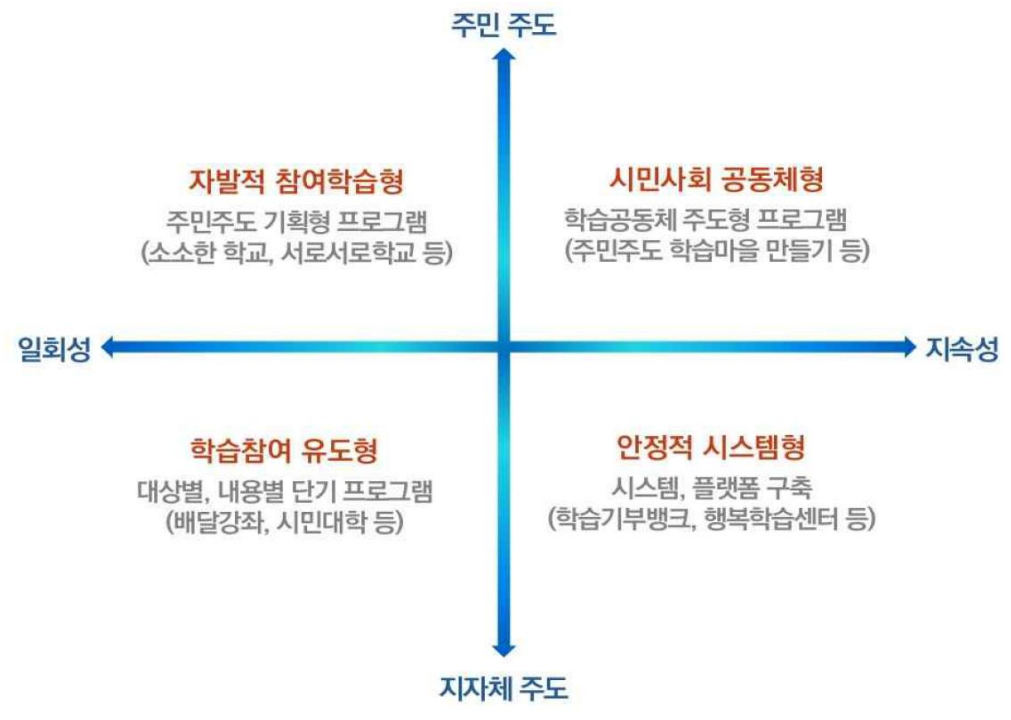 주민 주도
자발적 참여학습형
주민주도 기획형 프로그램
(소소한 학교, 서로서로학교 등)
시민사회 공동체형
학습공동체 주도형 프로그램
(주민주도 학습마을 만들기 등)
일회성
지속성
학습참여 유도형
대상별, 내용별 단기 프로그램
(배달강좌, 시민대학 등)
안정적 시스템형
시스템, 플랫폼 구축
(학습기부뱅크, 행복학습센터 등)
지자체 주도